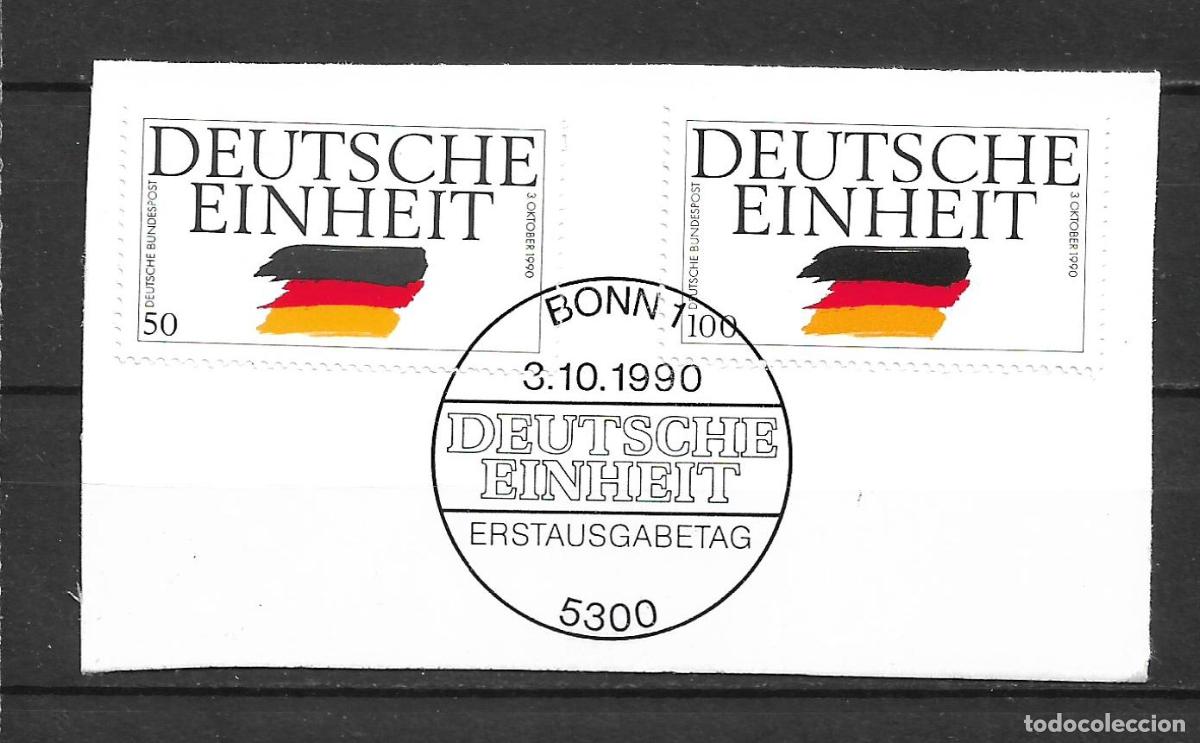 DEUTSCHE
EINHEIT
DEUTSCHE BUNDESPOST
3 OKTOBER 1990
50
DEUTSCHE
EINHEIT
DEUTSCHE BUNDESPOST
3 OKTOBER 1990
100
BONN 1
3.10.1990
DEUTSCHE
EINHEIT
ERSTAUSGABETAG
5300
todocoleccion